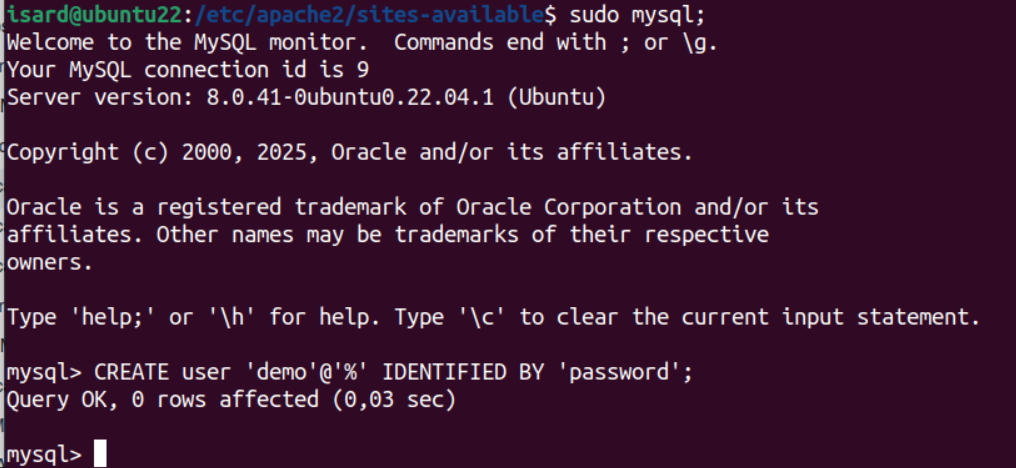 isard@ubuntu22:/etc/apache2/sites-available$ sudo mysql;
Welcome to the MySQL monitor.  Commands end with ; or \g.
Your MySQL connection id is 9
Server version: 8.0.41-0ubuntu0.22.04.1 (Ubuntu)
Copyright (c) 2000, 2025, Oracle and/or its affiliates.
Oracle is a registered trademark of Oracle Corporation and/or its
affiliates. Other names may be trademarks of their respective
owners.
Type 'help;' or '\h' for help. Type '\c' to clear the current input statement.
mysql> CREATE user 'demo'@'%' IDENTIFIED BY 'password';
Query OK, 0 rows affected (0,03 sec)
mysql>